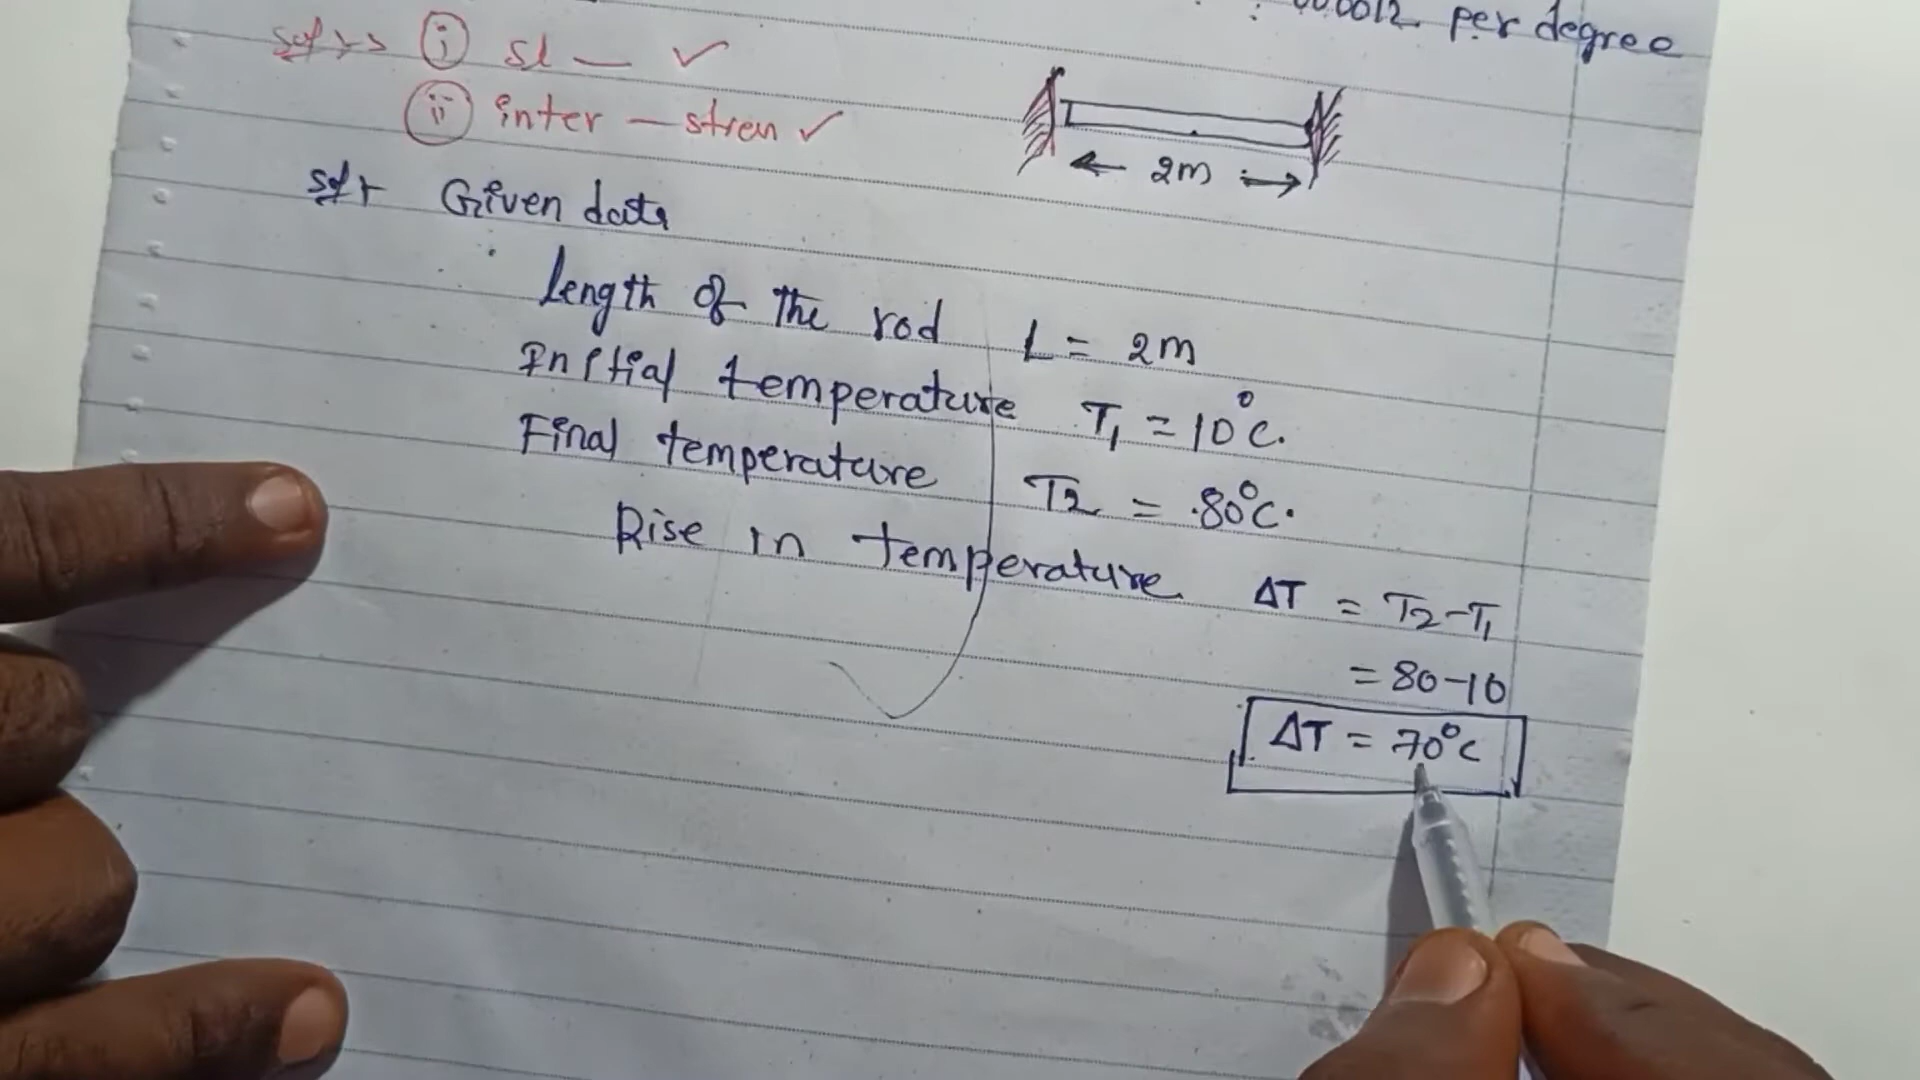 per degree
(i) Sl — ✓
(ii) inter — stren ✓
← 2m →
Given data
Length of the rod L = 2m
Initial temperature T₁ = 10°C.
Final temperature T2 = 80°C.
Rise in temperature ΔT = T2-T₁
= 80-10
ΔT = 70°C